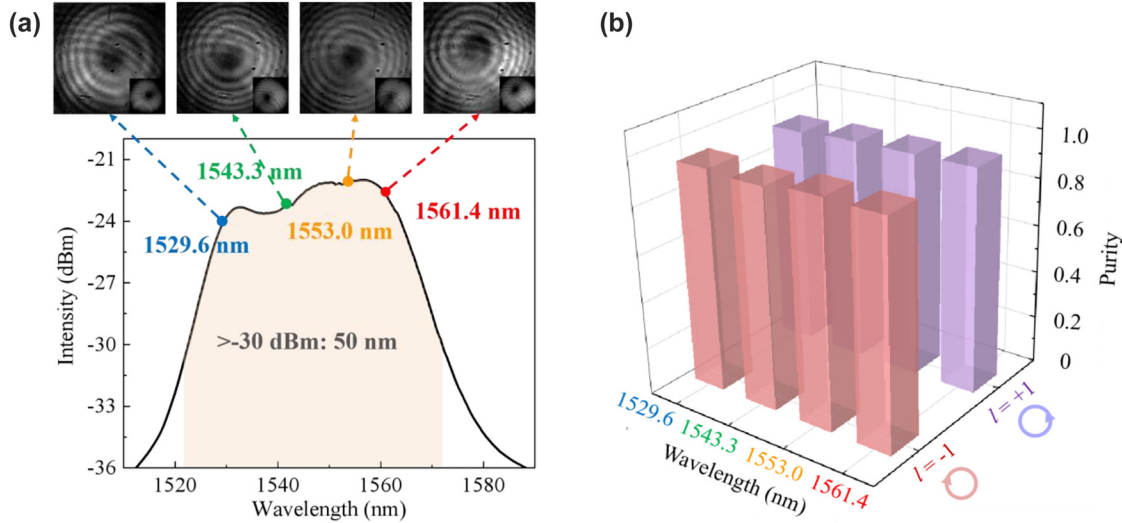 (a)
-21
-24
-27
-30
-33
-36
Intensity (dBm)
1529.6 nm
1543.3 nm
1553.0 nm
1561.4 nm
>-30 dBm: 50 nm
1520
1540
1560
1580
Wavelength (nm)
(b)
1.0
0.8
0.6
0.4
0.2
0
Purity
1529.6
1543.3
1553.0
1561.4
Wavelength (nm)
l = -1
l = +1